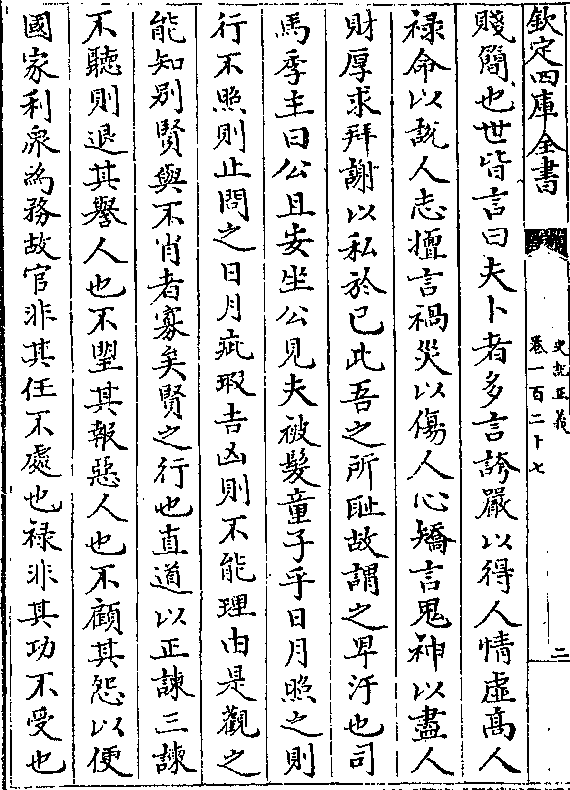 欽定四庫全書
史記正義
卷一百二十七
二
賤簡也世皆言曰夫卜者多言誇嚴以得人情虛高人
禄命以說人志擅言禍災以傷人心矯言鬼神以盡人
財厚求拜謝以私於己此吾之所恥故謂之卑汙也司
馬季主曰公且安坐公見夫被髮童子乎日月照之則
行不照則止問之日月疵瑕吉凶則不能理由是觀之
能知别賢與不肖者寡矣賢之行也直道以正諫三諫
不聽則退其譽人也不望其報惡人也不顧其怨以便
國家利衆為務故官非其任不處也禄非其功不受也